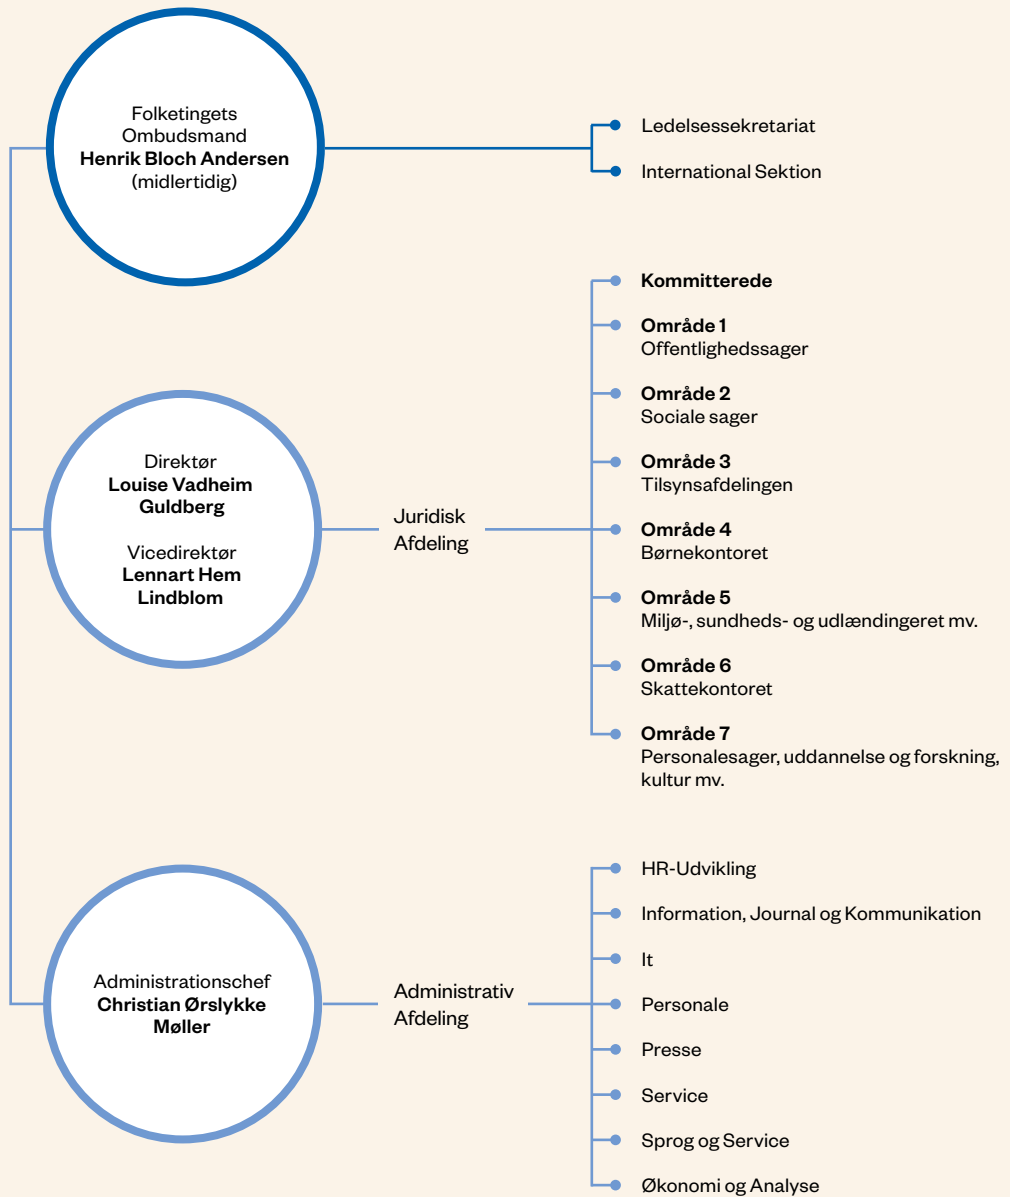 Folketingets
Ombudsmand
Henrik Bloch Andersen
(midlertidig)
Ledelsessekretariat
International Sektion
Direktør
Louise Vadheim
Guldberg
Vicedirektør
Lennart Hem
Lindblom
Juridisk
Afdeling
Kommitterede
Område 1
Offentlighedssager
Område 2
Sociale sager
Område 3
Tilsynsafdelingen
Område 4
Børnekontoret
Område 5
Miljø-, sundheds- og udlændingeret mv.
Område 6
Skattekontoret
Område 7
Personalesager, uddannelse og forskning,
kultur mv.
Administrationschef
Christian Ørslykke
Møller
Administrativ
Afdeling
HR-Udvikling
Information, Journal og Kommunikation
It
Personale
Presse
Service
Sprog og Service
Økonomi og Analyse